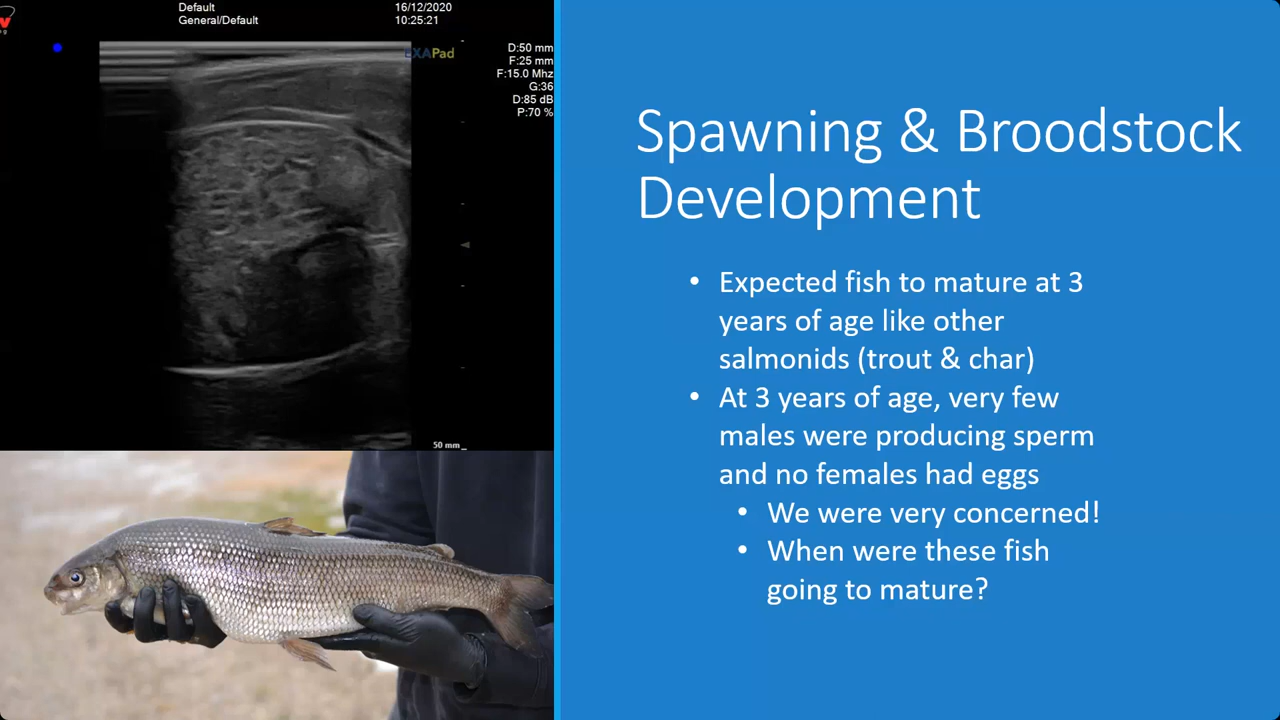 Default
General/Default
16/12/2020
10:25:21
EXAPad
D:50 mm
F:25 mm
F:15.0 Mhz
G:36
D:85 dB
P:70 %
50 mm
Spawning & Broodstock
Development
• Expected fish to mature at 3
years of age like other
salmonids (trout & char)
• At 3 years of age, very few
males were producing sperm
and no females had eggs
• We were very concerned!
• When were these fish
going to mature?